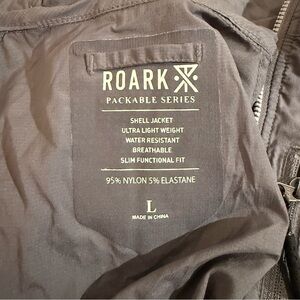 ROARK
PACKABLE SERIES
SHELL JACKET
ULTRA LIGHT WEIGHT
WATER RESISTANT
BREATHABLE
SLIM FUNCTIONAL FIT
95% NYLON 5% ELASTANE
L
MADE IN CHINA